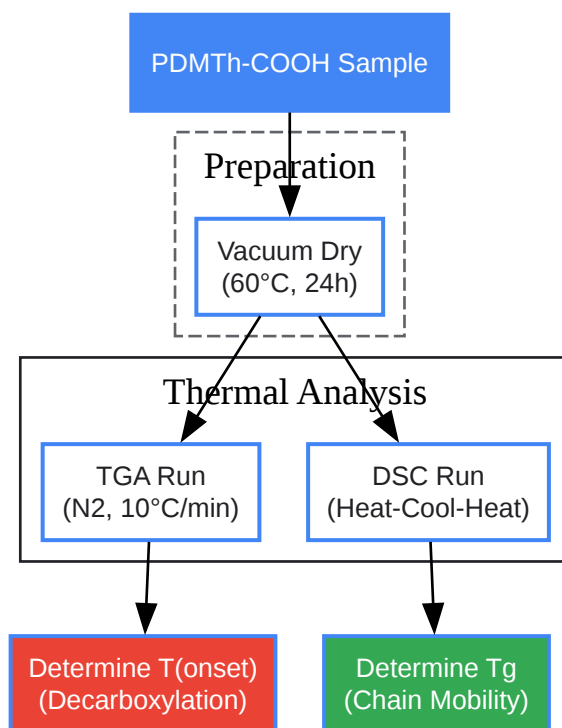 PDMTh-COOH Sample
Preparation
Vacuum Dry
(60°C, 24h)
Thermal Analysis
TGA Run
(N2, 10°C/min)
DSC Run
(Heat-Cool-Heat)
Determine T(onset)
(Decarboxylation)
Determine Tg
(Chain Mobility)